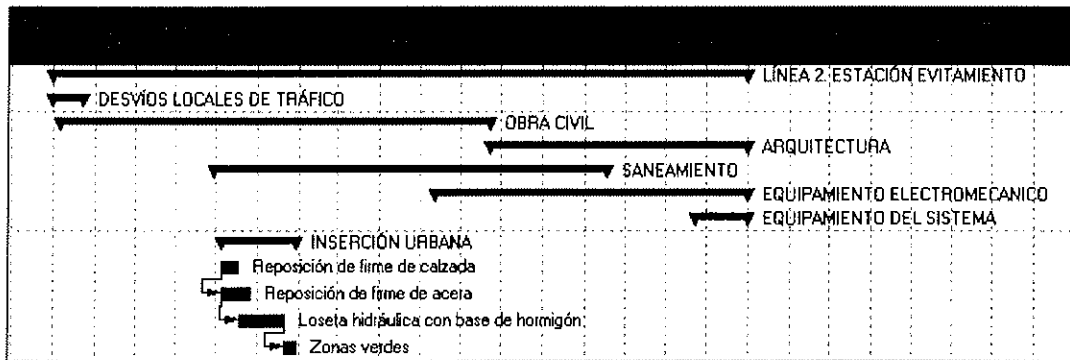 LÍNEA 2. ESTACIÓN EVITAMIENTO
DESVÍOS LOCALES DE TRÁFICO
OBRA CIVIL
ARQUITECTURA
SANEAMIENTO
EQUIPAMIENTO ELECTROMECANICO
EQUIPAMIENTO DEL SISTEMA
INSERCIÓN URBANA
Reposición de firme de calzada
Reposición de firme de acera
Loseta hidráulica con base de hormigón
Zonas verdes